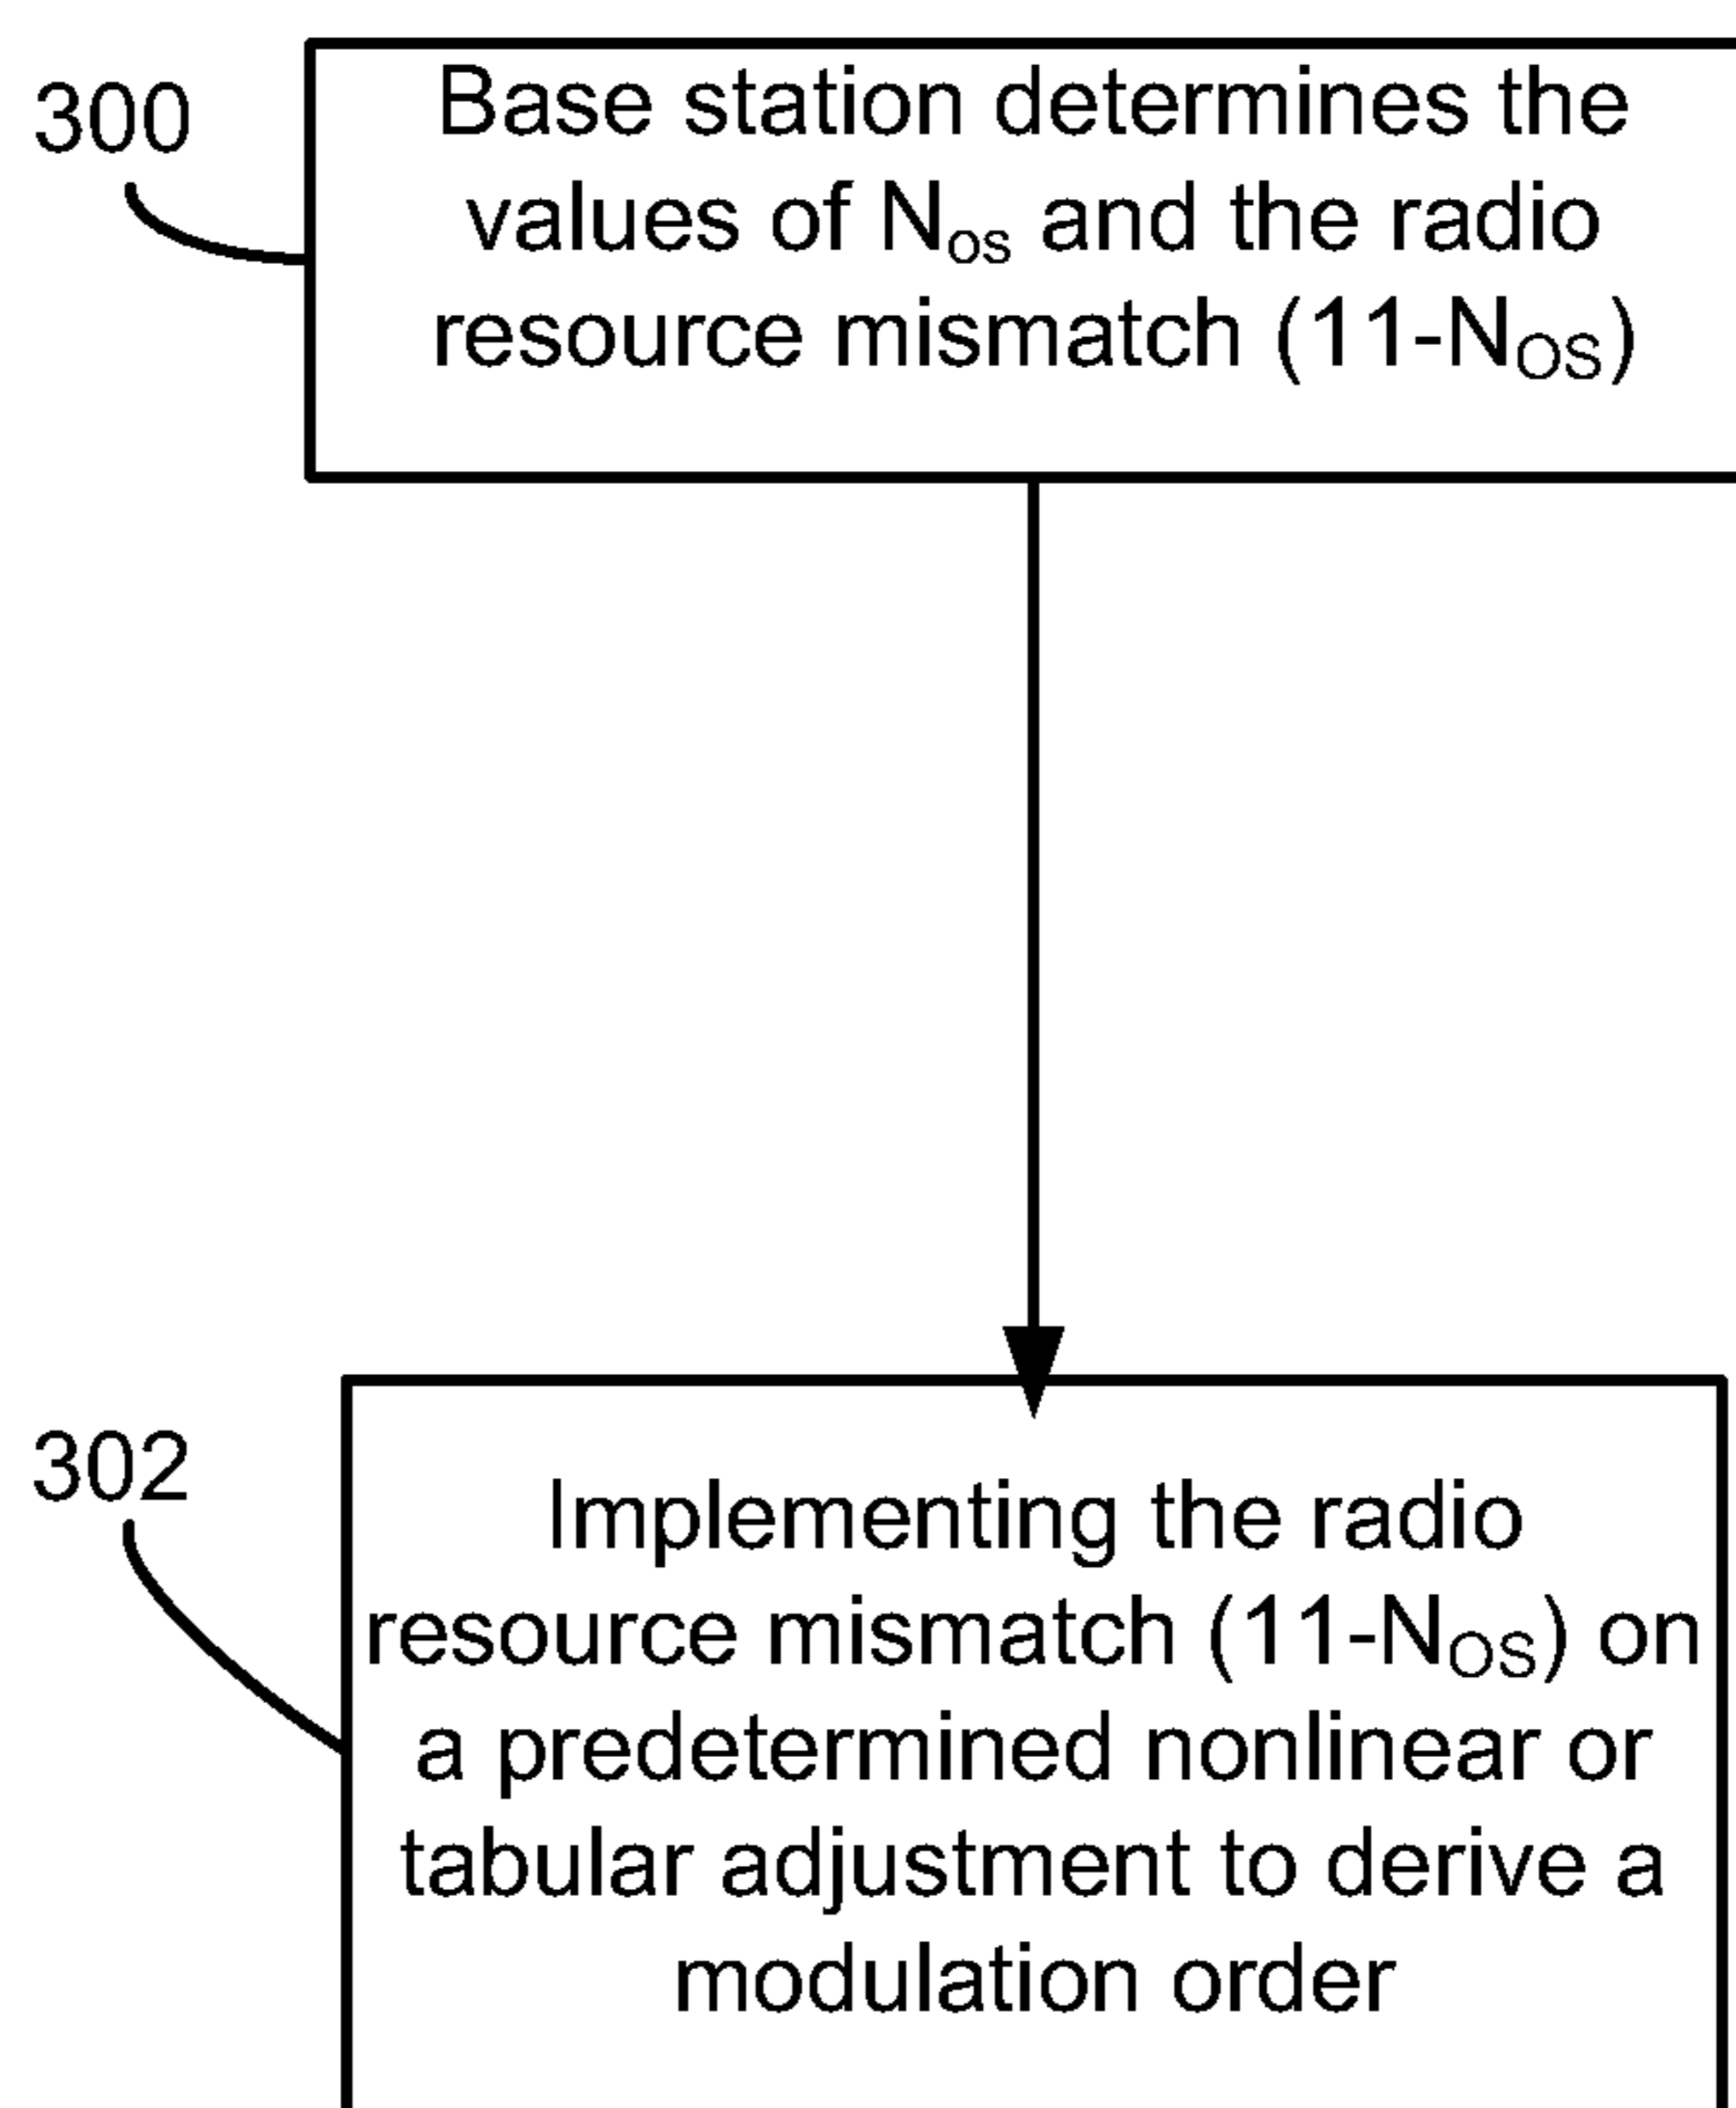 300
Base station determines the
values of Nos and the radio
resource mismatch (11-NOS)
302
Implementing the radio
resource mismatch (11-NOS) on
a predetermined nonlinear or
tabular adjustment to derive a
modulation order